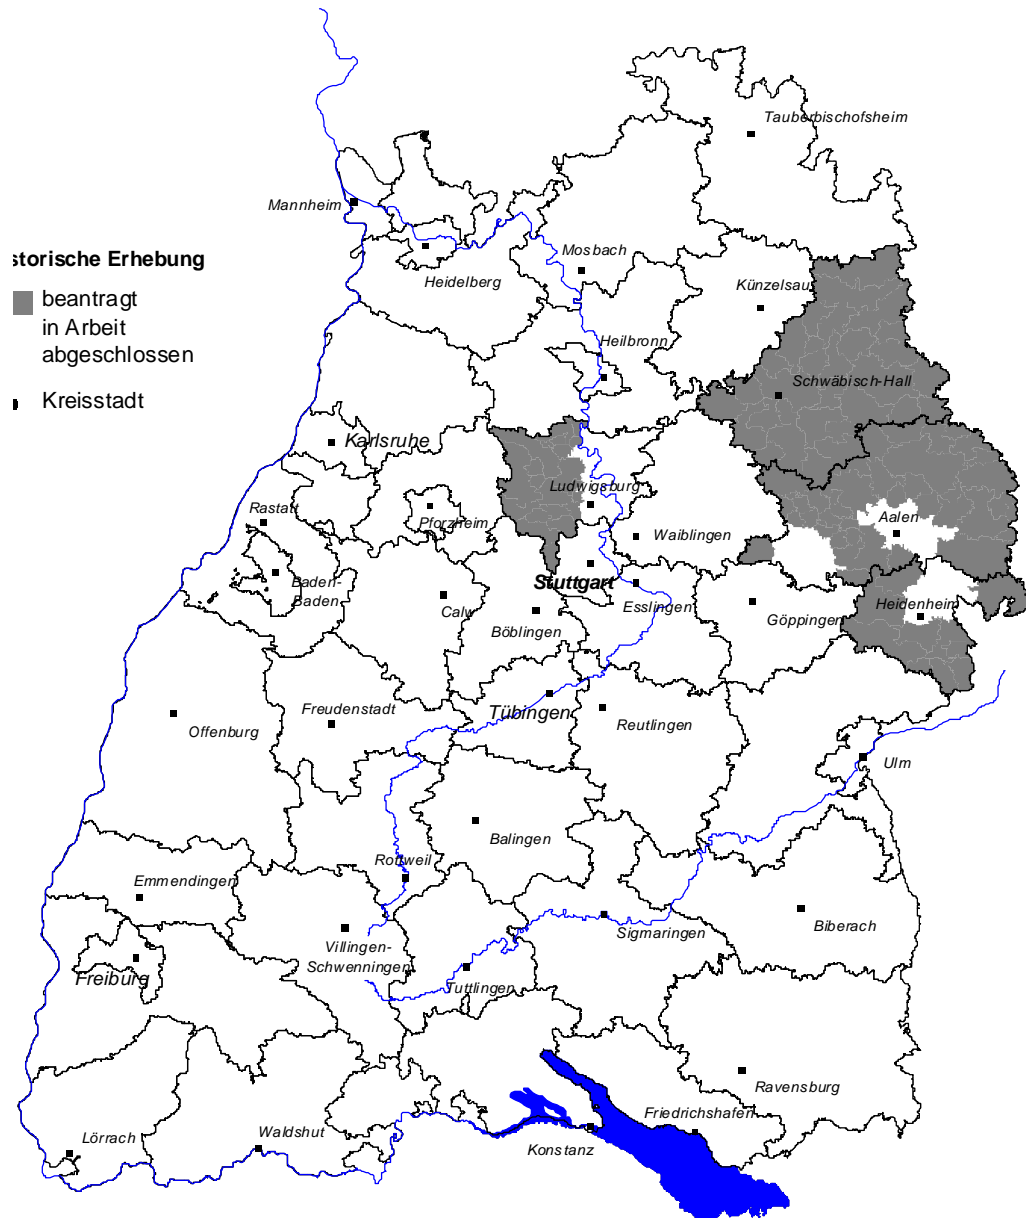 Tauberbischofsheim
Mannheim
Mosbach
storische Erhebung
Heidelberg
Künzelsau
beantragt
in Arbeit
abgeschlossen
Heilbronn
Schwäbisch-Hall
Kreisstadt
Karlsruhe
Ludwigsburg
Rastatt
Pforzheim
Aalen
Waiblingen
Baden-
Baden
Stuttgart
Calw
Böblingen
Esslingen
Göppingen
Heidenheim
Freudenstadt
Tübingen
Reutlingen
Offenburg
Ulm
Balingen
Rottweil
Emmendingen
Villingen-
Schwenningen
Sigmaringen
Biberach
Freiburg
Tuttlingen
Ravensburg
Friedrichshafen
Lörrach
Waldshut
Konstanz